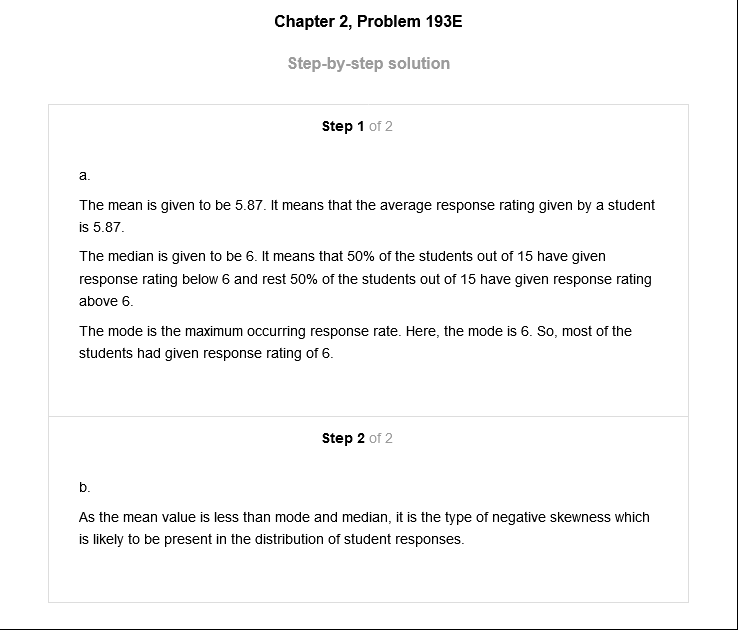 Chapter 2, Problem 193E
Step-by-step solution
Step 1 of 2
a.
The mean is given to be 5.87. It means that the average response rating given by a student
is 5.87.
The median is given to be 6. It means that 50% of the students out of 15 have given
response rating below 6 and rest 50% of the students out of 15 have given response rating
above 6.
The mode is the maximum occurring response rate. Here, the mode is 6. So, most of the
students had given response rating of 6.
Step 2 of 2
b.
As the mean value is less than mode and median, it is the type of negative skewness which
is likely to be present in the distribution of student responses.